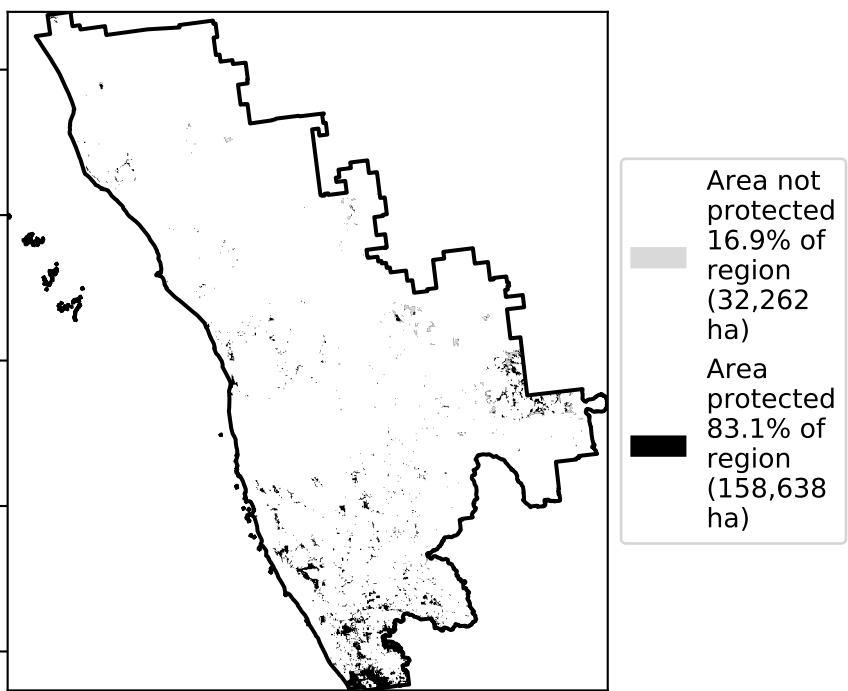 Area not
protected
16.9% of
region
(32,262
ha)
Area
protected
83.1% of
region
(158,638
ha)